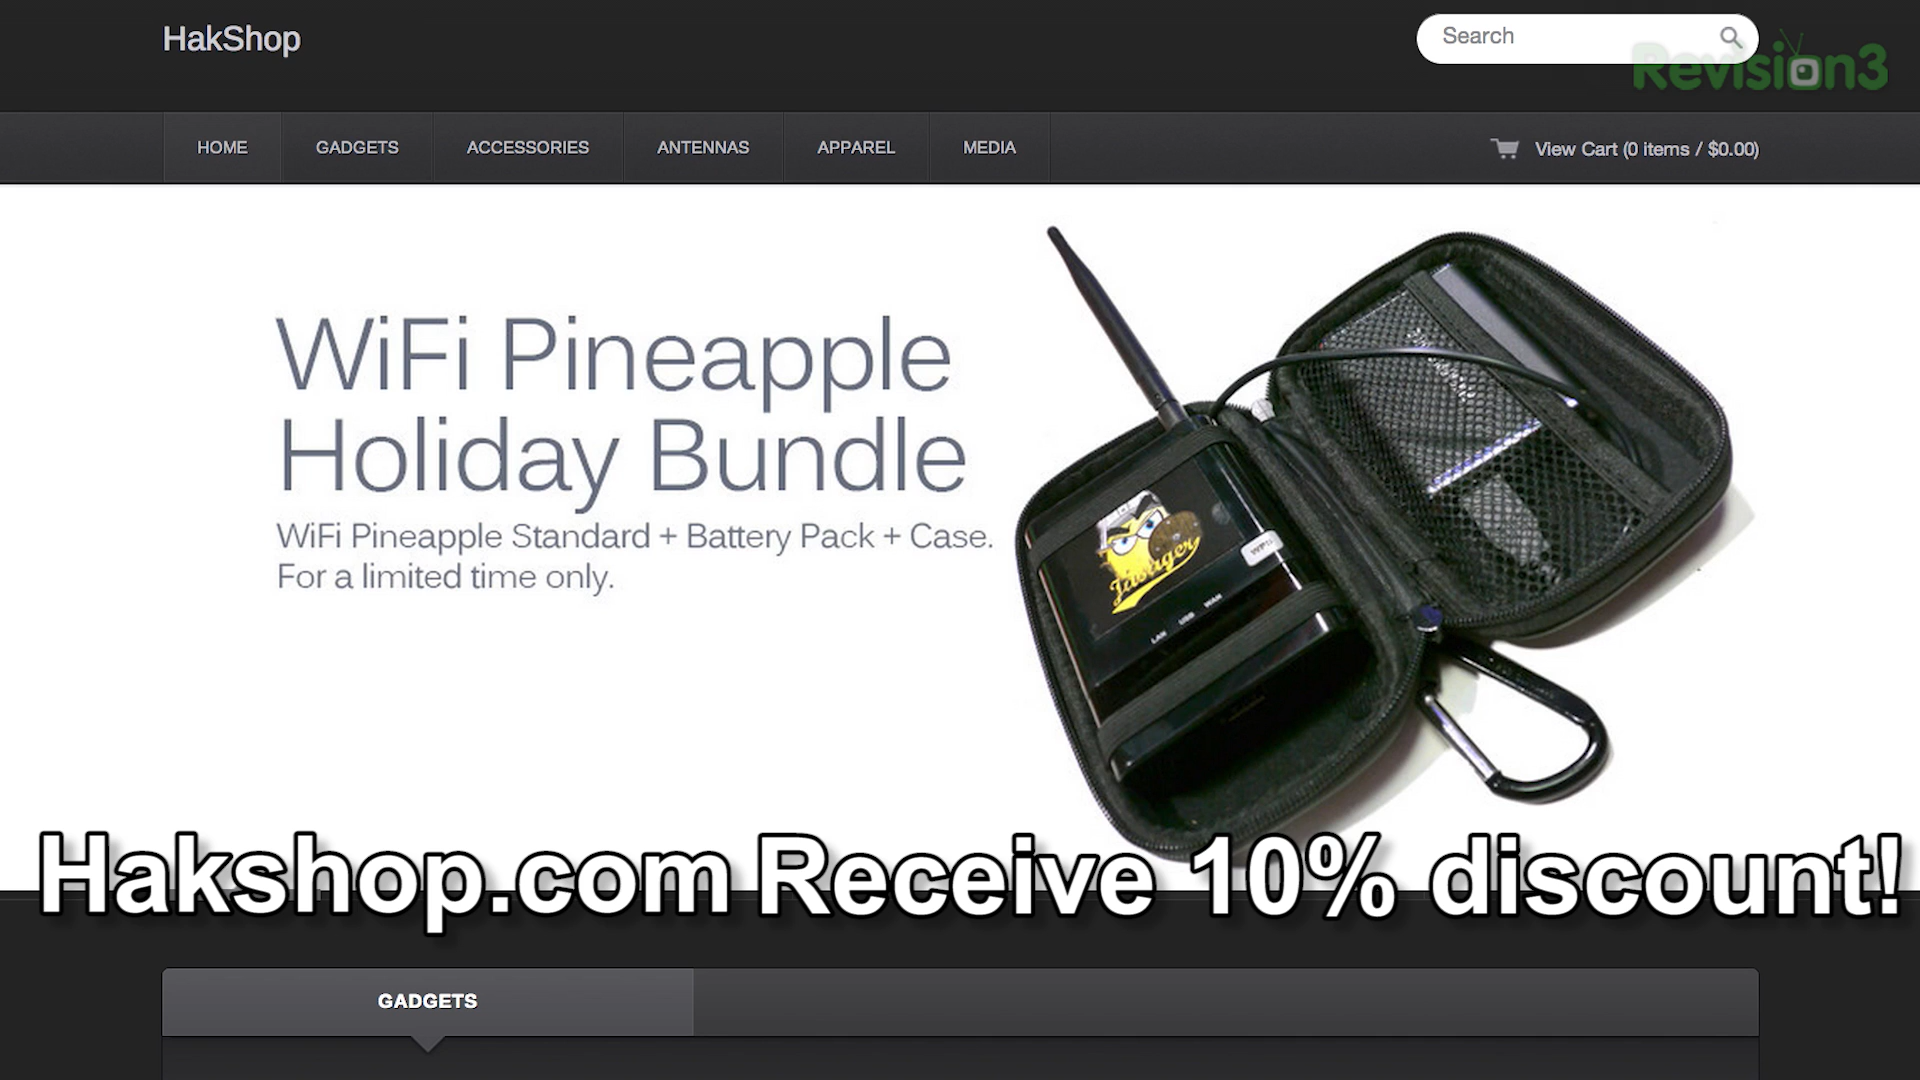 HakShop
Search
Revision3
HOME GADGETS ACCESSORIES ANTENNAS APPAREL MEDIA
View Cart (0 items / $0.00)
WiFi Pineapple
Holiday Bundle
WiFi Pineapple Standard + Battery Pack + Case.
For a limited time only.
Jasager
LAN USB WAN
Hakshop.com Receive 10% discount!
GADGETS